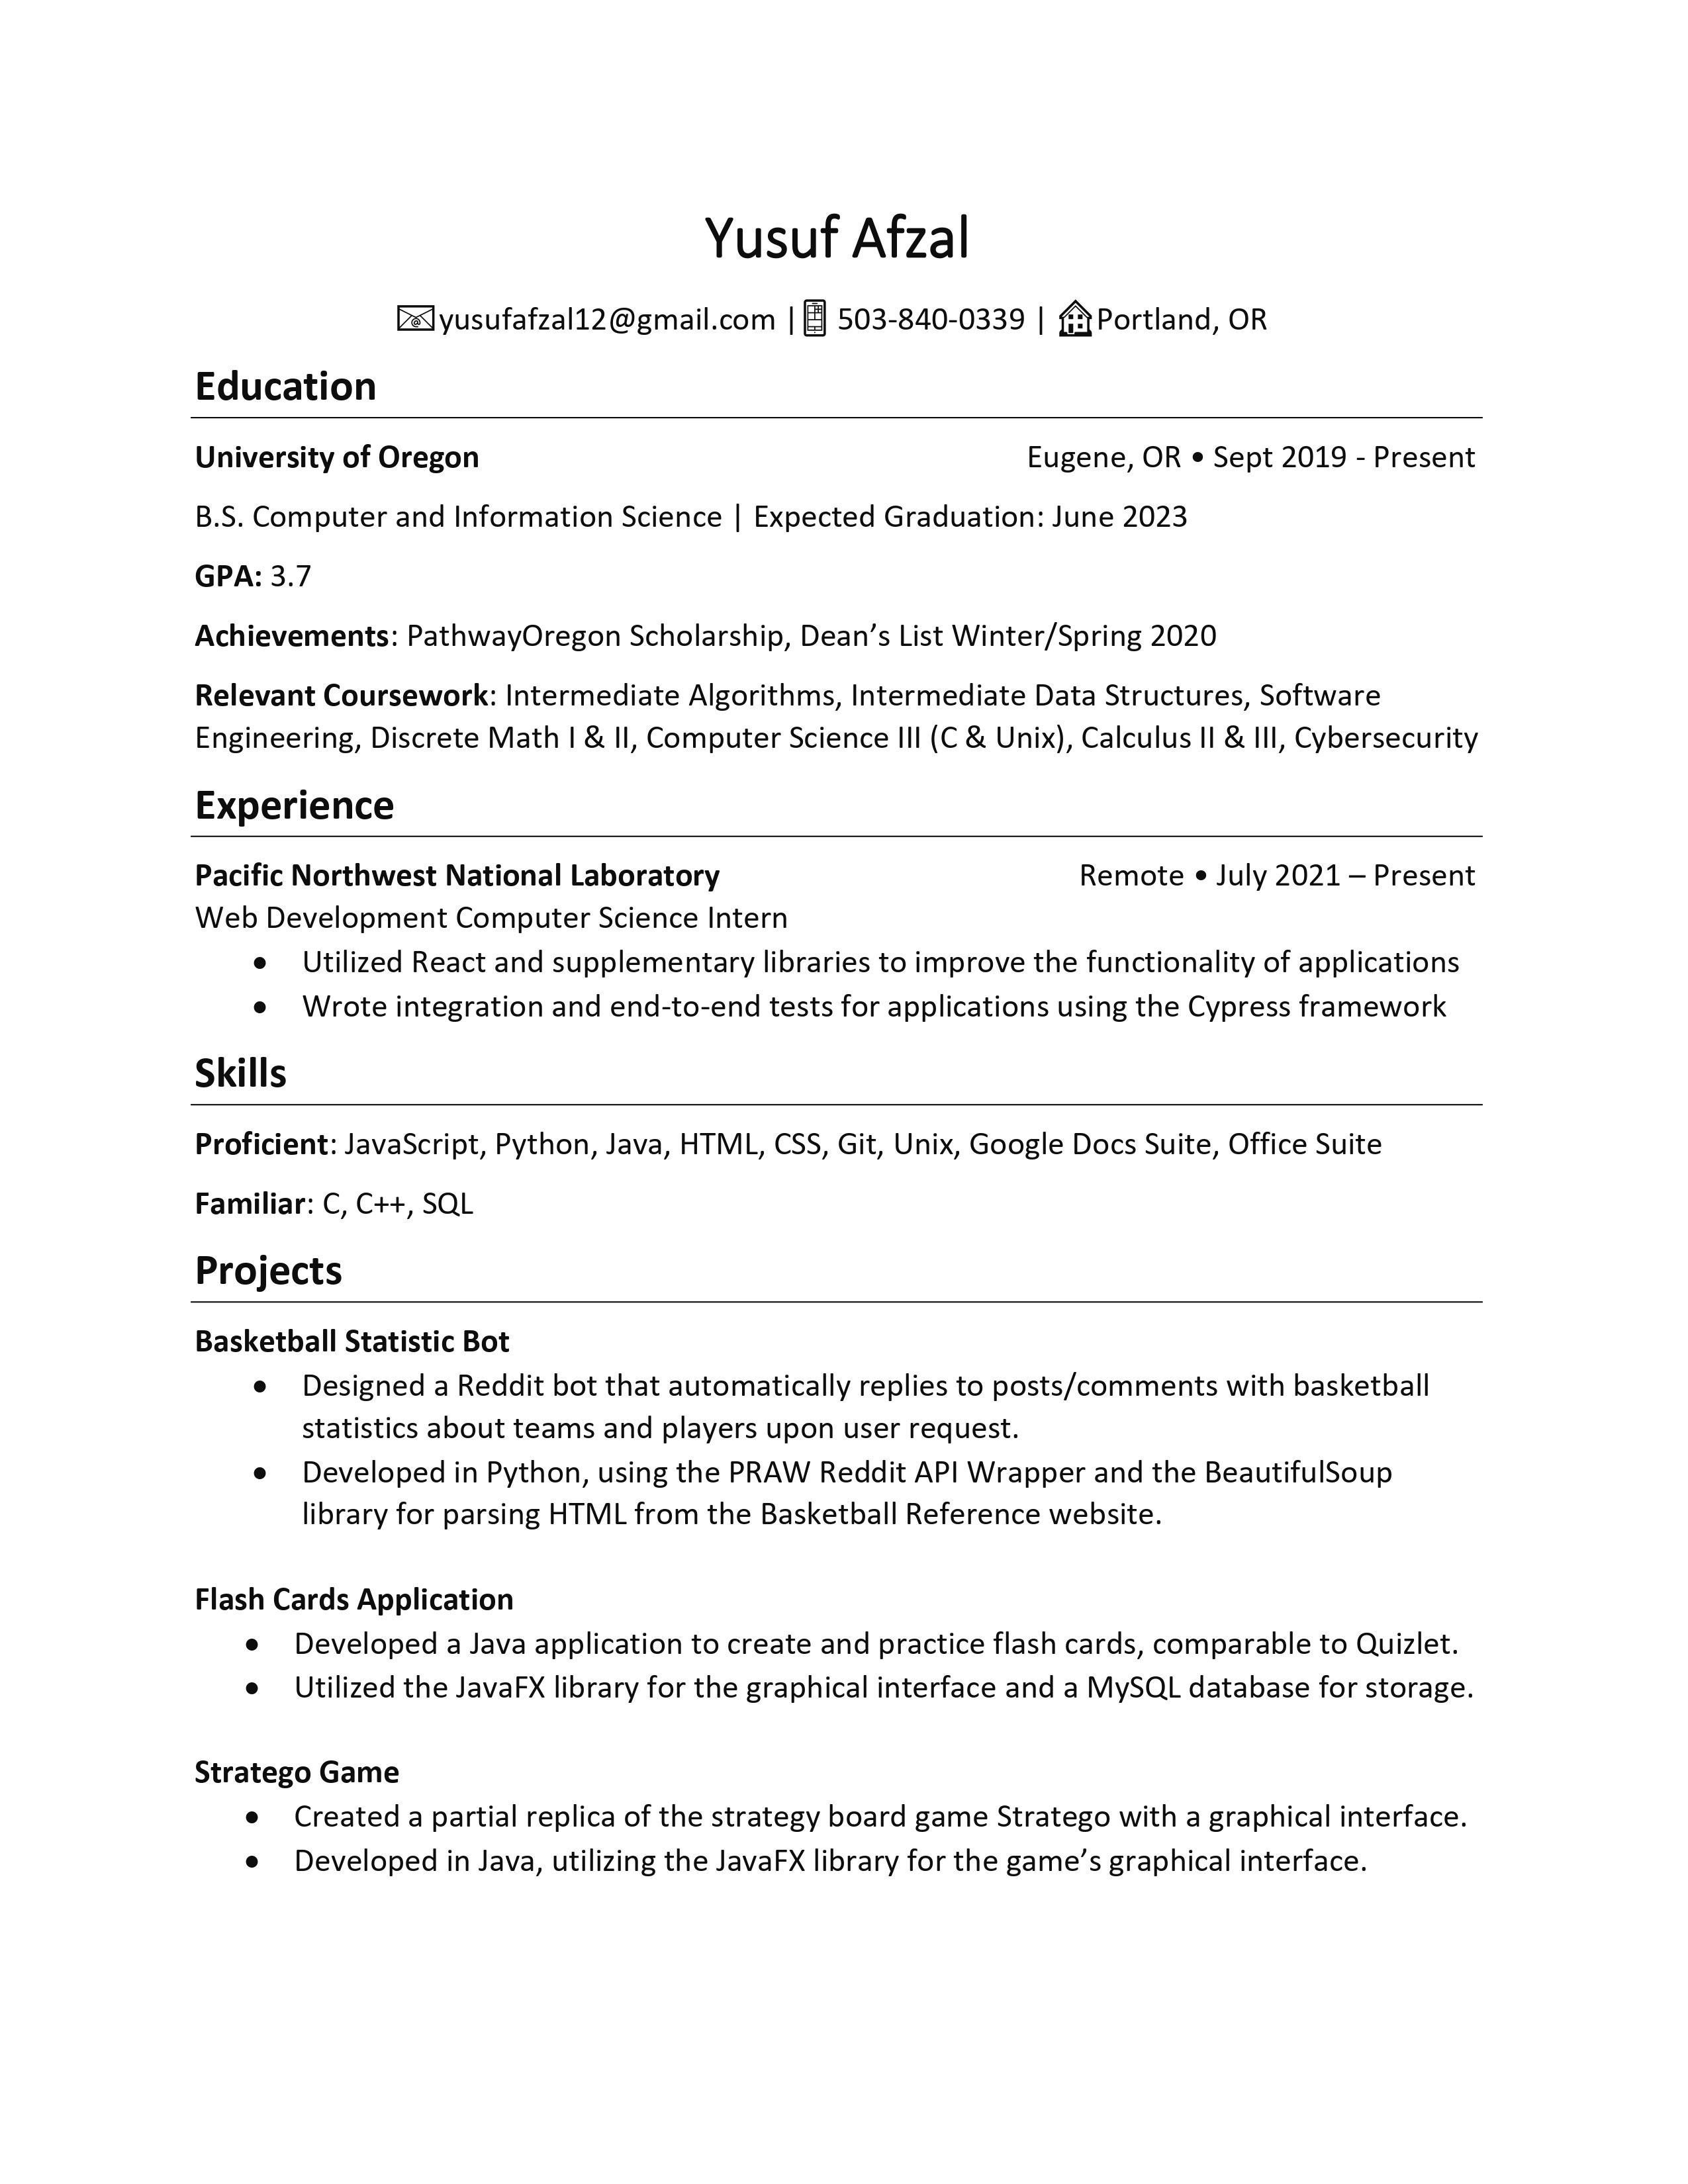 Yusuf Afzal
yusufafzal12@gmail.com | 503-840-0339 | Portland, OR
Education
University of Oregon Eugene, OR • Sept 2019 - Present
B.S. Computer and Information Science | Expected Graduation: June 2023
GPA: 3.7
Achievements: PathwayOregon Scholarship, Dean’s List Winter/Spring 2020
Relevant Coursework: Intermediate Algorithms, Intermediate Data Structures, Software
Engineering, Discrete Math I & II, Computer Science III (C & Unix), Calculus II & III, Cybersecurity
Experience
Pacific Northwest National Laboratory Remote • July 2021 – Present
Web Development Computer Science Intern
• Utilized React and supplementary libraries to improve the functionality of applications
• Wrote integration and end-to-end tests for applications using the Cypress framework
Skills
Proficient: JavaScript, Python, Java, HTML, CSS, Git, Unix, Google Docs Suite, Office Suite
Familiar: C, C++, SQL
Projects
Basketball Statistic Bot
• Designed a Reddit bot that automatically replies to posts/comments with basketball
statistics about teams and players upon user request.
• Developed in Python, using the PRAW Reddit API Wrapper and the BeautifulSoup
library for parsing HTML from the Basketball Reference website.
Flash Cards Application
• Developed a Java application to create and practice flash cards, comparable to Quizlet.
• Utilized the JavaFX library for the graphical interface and a MySQL database for storage.
Stratego Game
• Created a partial replica of the strategy board game Stratego with a graphical interface.
• Developed in Java, utilizing the JavaFX library for the game’s graphical interface.